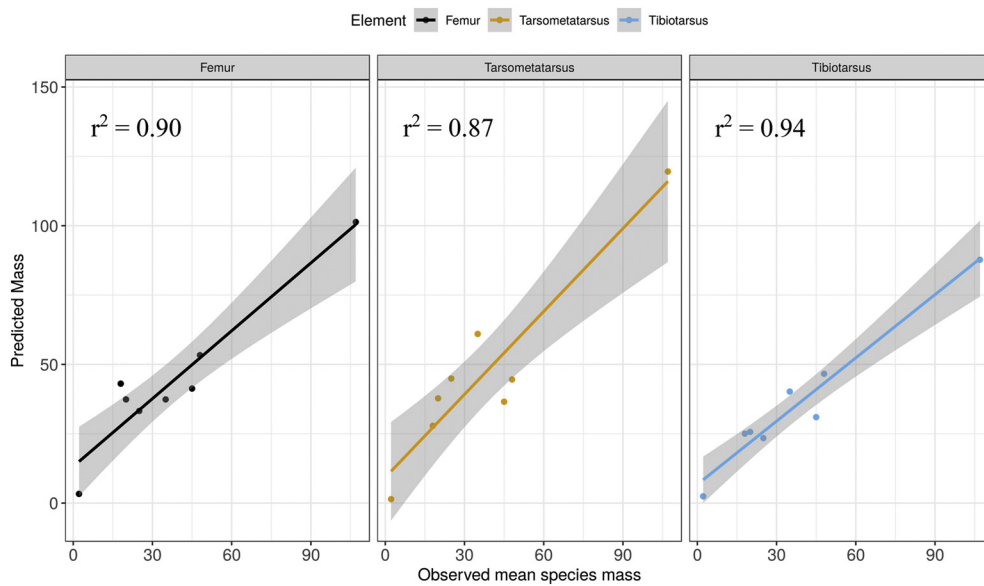 Element Femur Tarsometatarsus Tibiotarsus
Femur Tarsometatarsus Tibiotarsus
r² = 0.90 r² = 0.87 r² = 0.94
Predicted Mass
150
100
50
0
0 30 60 90 0 30 60 90 0 30 60 90
Observed mean species mass